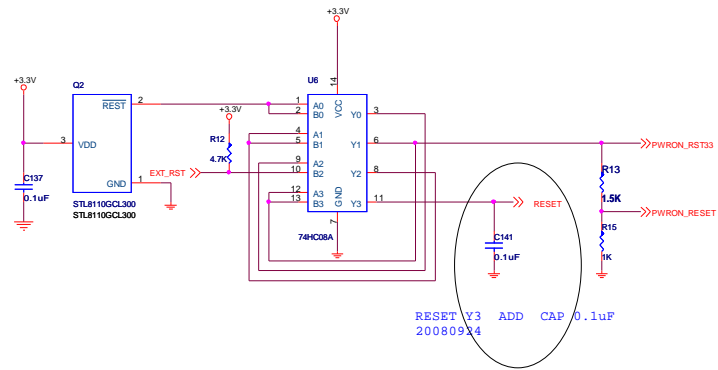 +3.3V
+3.3V
Q2
U6
REST
2
3
VDD
GND
1
C137
0.1uF
STL8110GCL300
STL8110GCL300
+3.3V
R12
4.7K
EXT_RST
14
VCC
1
A0
2
B0
4
A1
5
B1
9
A2
10
B2
12
A3
13
B3
Y0
3
Y1
6
Y2
8
Y3
11
GND
7
74HC08A
RESET
C141
0.1uF
PWRON_RST33
R13
1.5K
PWRON_RESET
R15
1K
RESET Y3 ADD CAP 0.1uF
20080924